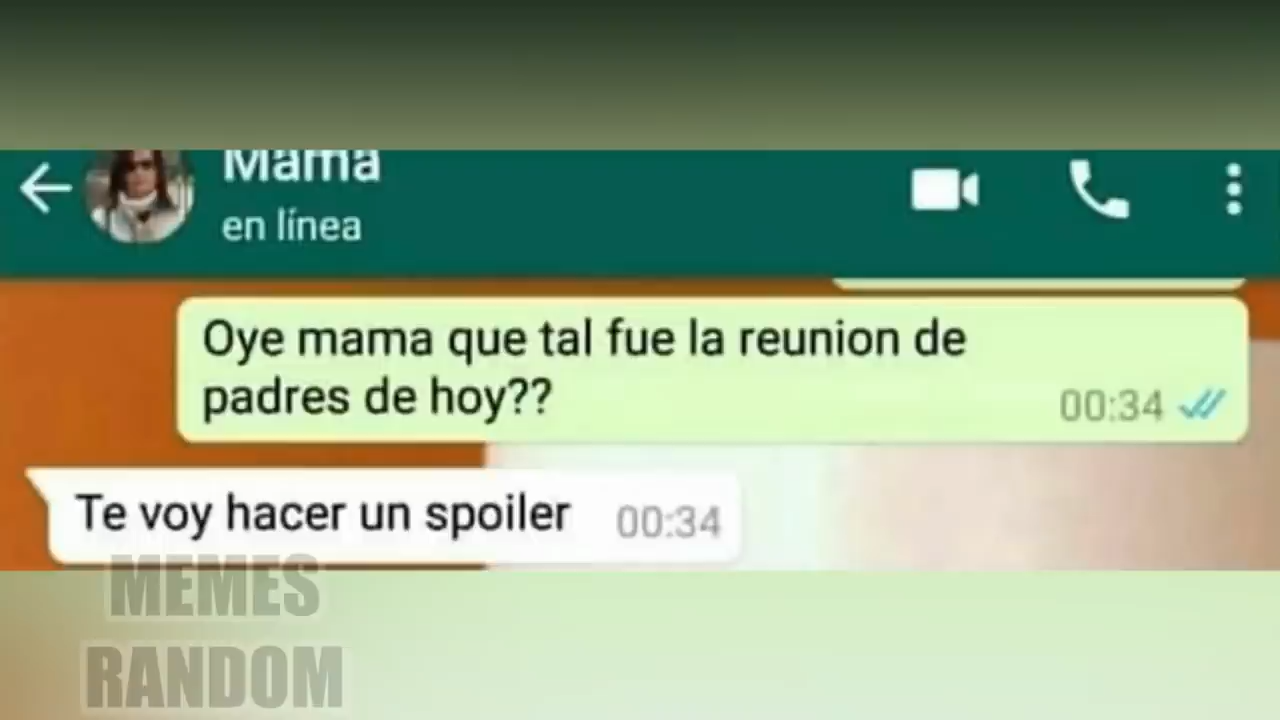 Mama
en línea
Oye mama que tal fue la reunion de
padres de hoy??
00:34
Te voy hacer un spoiler
00:34
MEMES
RANDOM